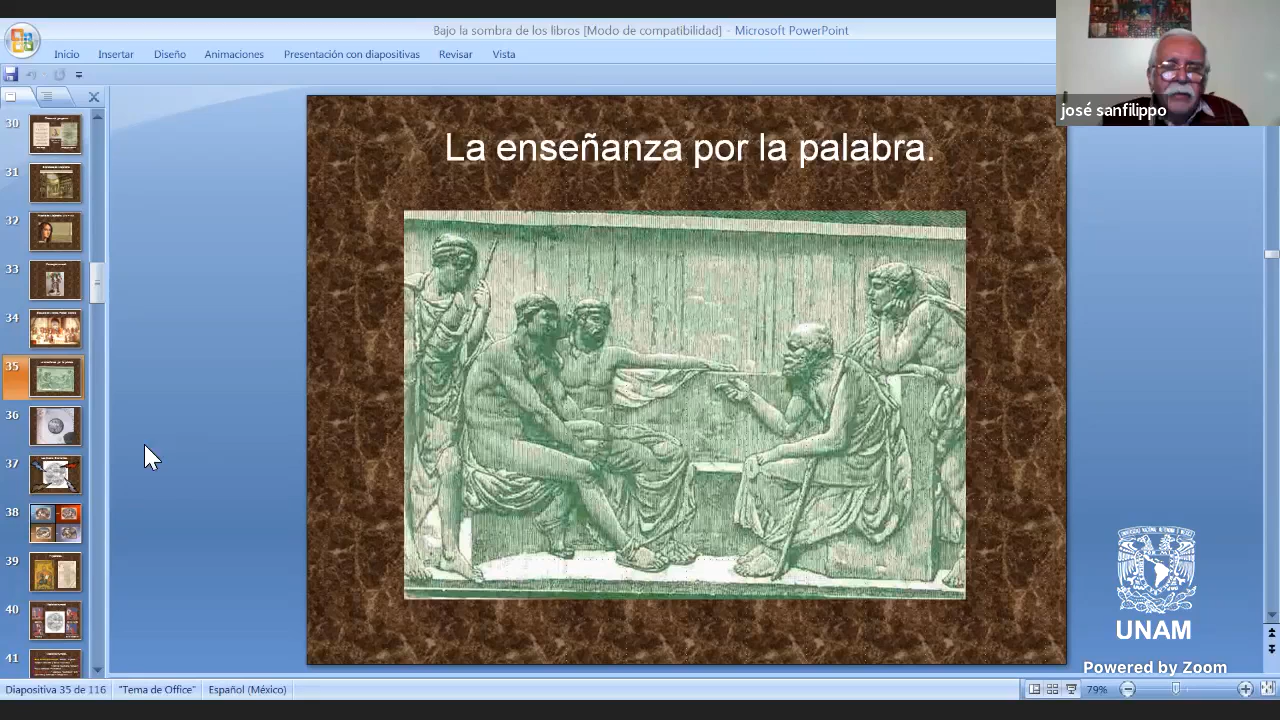 Bajo la sombra de los libros [Modo de compatibilidad] - Microsoft PowerPoint
Inicio Insertar Diseño Animaciones Presentación con diapositivas Revisar Vista
josé sanfilippo
30
31
32
33
34
35
36
37
38
39
40
41
La enseñanza por la palabra.
UNAM
Powered by Zoom
Diapositiva 35 de 116 "Tema de Office" Español (México) 79%